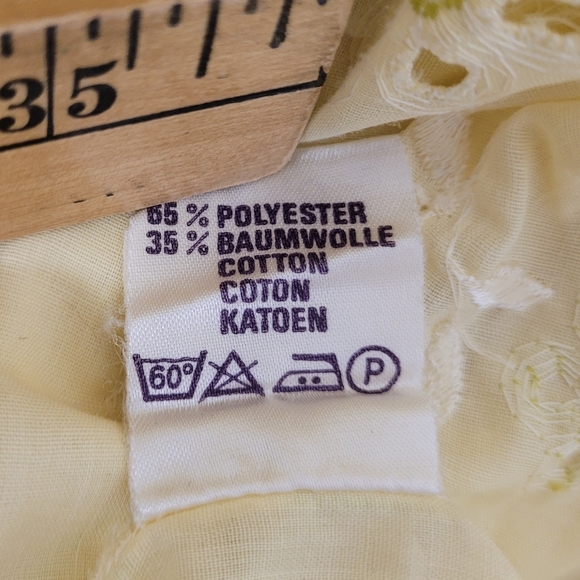 35
65 % POLYESTER
35 % BAUMWOLLE
COTTON
COTON
KATOEN
60° P